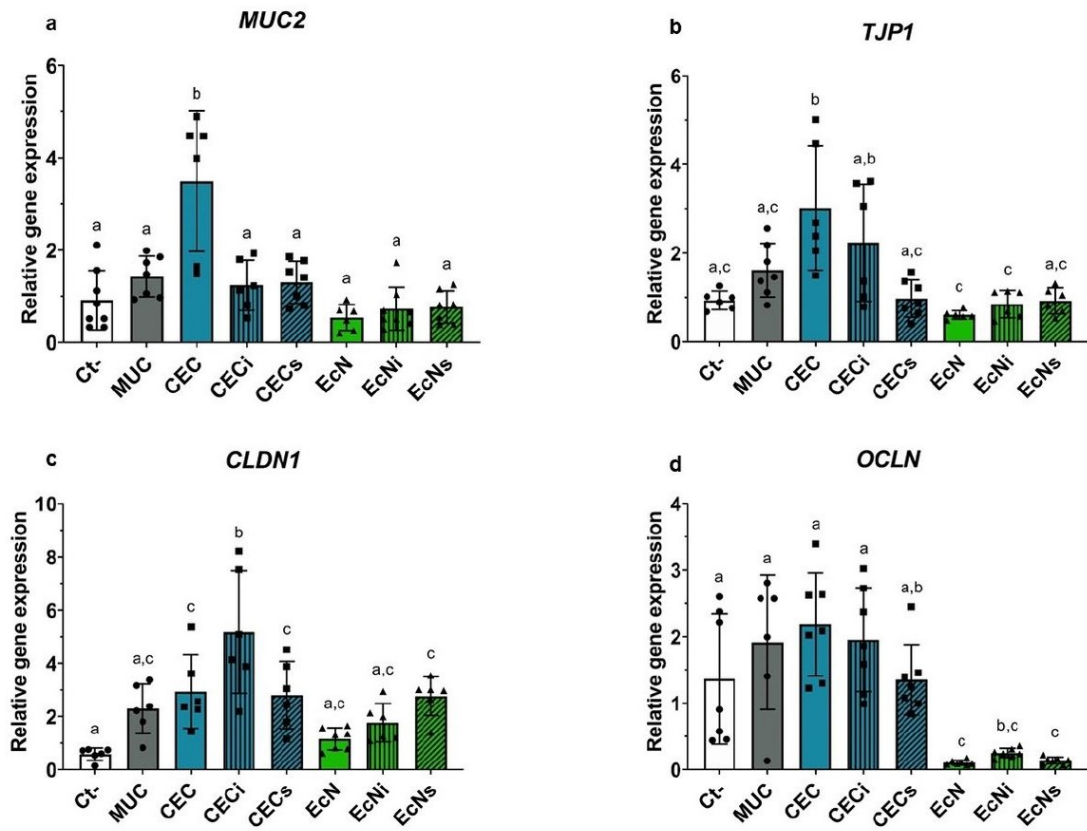 a
MUC2
Relative gene expression
6
4
2
0
a
a
b
a
a
a
a
a
Ct-
MUC
CEC
CECi
CECs
EcN
EcNi
EcNs
b
TJP1
Relative gene expression
6
4
2
0
a,c
a,c
b
a,b
a,c
c
c
a,c
Ct-
MUC
CEC
CECi
CECs
EcN
EcNi
EcNs
c
CLDN1
Relative gene expression
10
8
6
4
2
0
a
a,c
c
b
c
a,c
a,c
c
Ct-
MUC
CEC
CECi
CECs
EcN
EcNi
EcNs
d
OCLN
Relative gene expression
4
3
2
1
0
a
a
a
a
a,b
c
b,c
c
Ct-
MUC
CEC
CECi
CECs
EcN
EcNi
EcNs